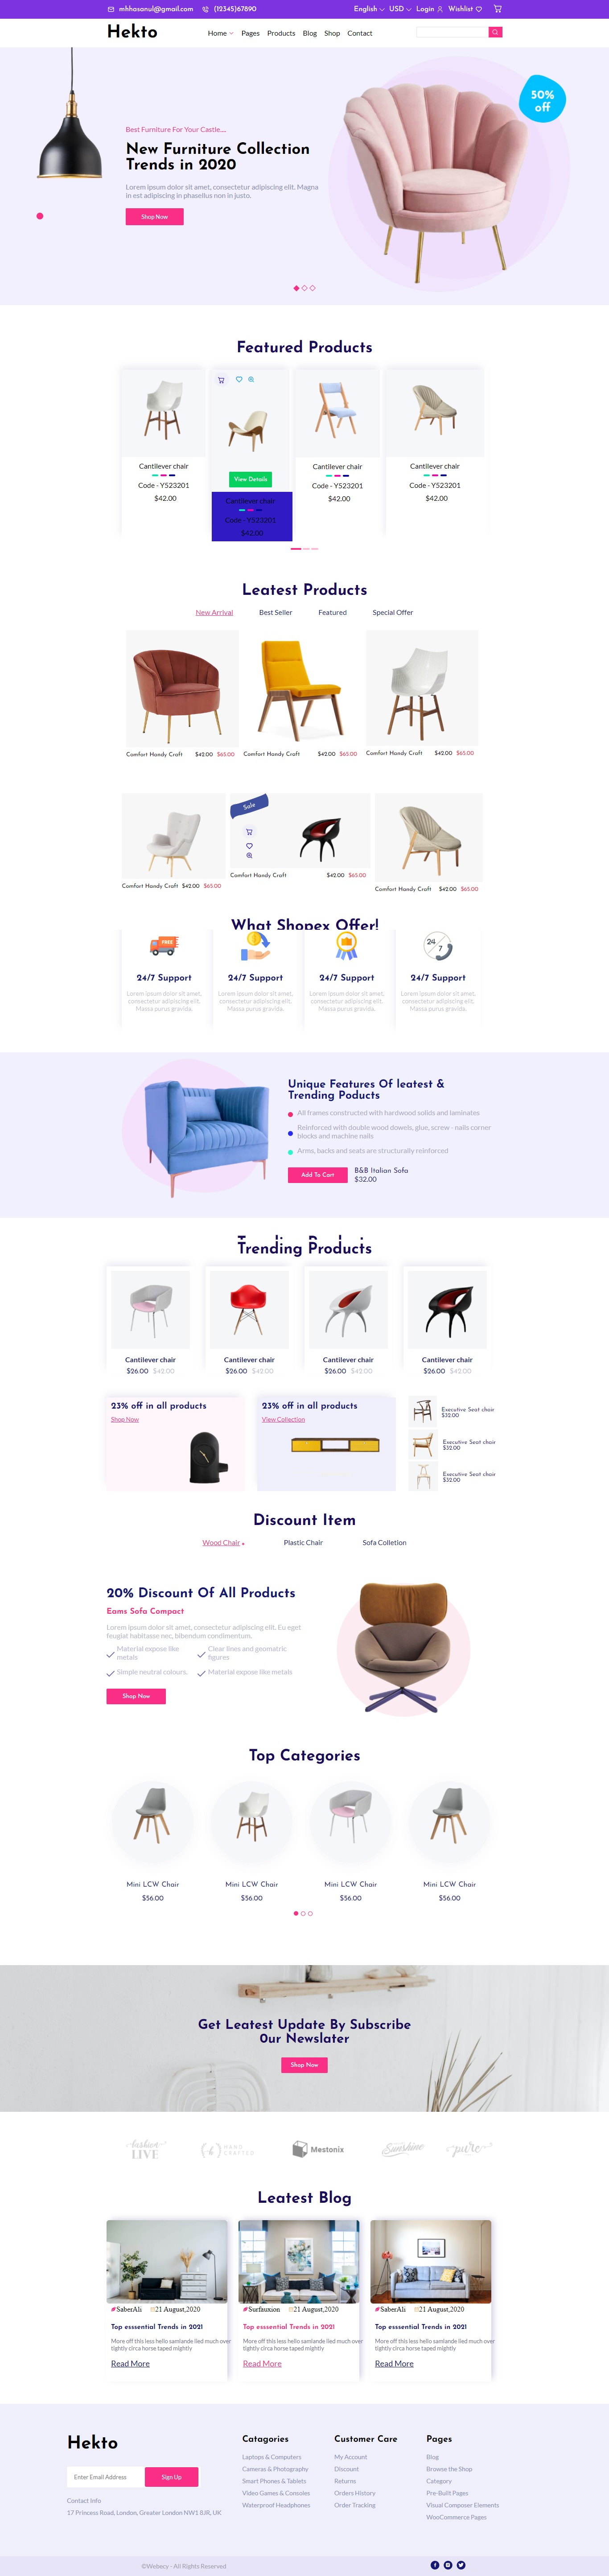 mhhasanul@gmail.com (12345)67890 English USD Login Wishlist
Hekto Home Pages Products Blog Shop Contact
50%
off
Best Furniture For Your Castle....
New Furniture Collection
Trends in 2020
Lorem ipsum dolor sit amet, consectetur adipiscing elit. Magna
in est adipiscing in phasellus non in justo.
Shop Now
Featured Products
Cantilever chair
Code - Y523201
$42.00
View Details
Cantilever chair
Code - Y523201
$42.00
Cantilever chair
Code - Y523201
$42.00
Cantilever chair
Code - Y523201
$42.00
Leatest Products
New Arrival Best Seller Featured Special Offer
Comfort Handy Craft $42.00 $65.00
Comfort Handy Craft $42.00 $65.00
Comfort Handy Craft $42.00 $65.00
Sale
Comfort Handy Craft $42.00 $65.00
Comfort Handy Craft $42.00 $65.00
Comfort Handy Craft $42.00 $65.00
What Shopex Offer!
FREE
24/7 Support
Lorem ipsum dolor sit amet,
consectetur adipiscing elit.
Massa purus gravida.
24/7 Support
Lorem ipsum dolor sit amet,
consectetur adipiscing elit.
Massa purus gravida.
24/7 Support
Lorem ipsum dolor sit amet,
consectetur adipiscing elit.
Massa purus gravida.
24
7
24/7 Support
Lorem ipsum dolor sit amet,
consectetur adipiscing elit.
Massa purus gravida.
Unique Features Of leatest &
Trending Poducts
All frames constructed with hardwood solids and laminates
Reinforced with double wood dowels, glue, screw - nails corner
blocks and machine nails
Arms, backs and seats are structurally reinforced
Add To Cart
B&B Italian Sofa
$32.00
Trending Products
Cantilever chair
$26.00 $42.00
Cantilever chair
$26.00 $42.00
Cantilever chair
$26.00 $42.00
Cantilever chair
$26.00 $42.00
23% off in all products
Shop Now
23% off in all products
View Collection
Executive Seat chair
$32.00
Executive Seat chair
$32.00
Executive Seat chair
$32.00
Discount Item
Wood Chair Plastic Chair Sofa Colletion
20% Discount Of All Products
Eams Sofa Compact
Lorem ipsum dolor sit amet, consectetur adipiscing elit. Eu eget
feugiat habitasse nec, bibendum condimentum.
Material expose like
metals
Clear lines and geomatric
figures
Simple neutral colours.
Material expose like metals
Shop Now
Top Categories
Mini LCW Chair
$56.00
Mini LCW Chair
$56.00
Mini LCW Chair
$56.00
Mini LCW Chair
$56.00
Get Leatest Update By Subscribe
0ur Newslater
Shop Now
fashion
LIVE
HAND
CRAFTED
Mestonix
Sunshine
pure
Leatest Blog
SaberAli 21 August,2020
Top esssential Trends in 2021
More off this less hello samlande lied much over
tightly circa horse taped mightly
Read More
Surfauxion 21 August,2020
Top esssential Trends in 2021
More off this less hello samlande lied much over
tightly circa horse taped mightly
Read More
SaberAli 21 August,2020
Top esssential Trends in 2021
More off this less hello samlande lied much over
tightly circa horse taped mightly
Read More
Hekto
Enter Email Address Sign Up
Contact Info
17 Princess Road, London, Greater London NW1 8JR, UK
Catagories
Laptops & Computers
Cameras & Photography
Smart Phones & Tablets
Video Games & Consoles
Waterproof Headphones
Customer Care
My Account
Discount
Returns
Orders History
Order Tracking
Pages
Blog
Browse the Shop
Category
Pre-Built Pages
Visual Composer Elements
WooCommerce Pages
©Webecy - All Rights Reserved